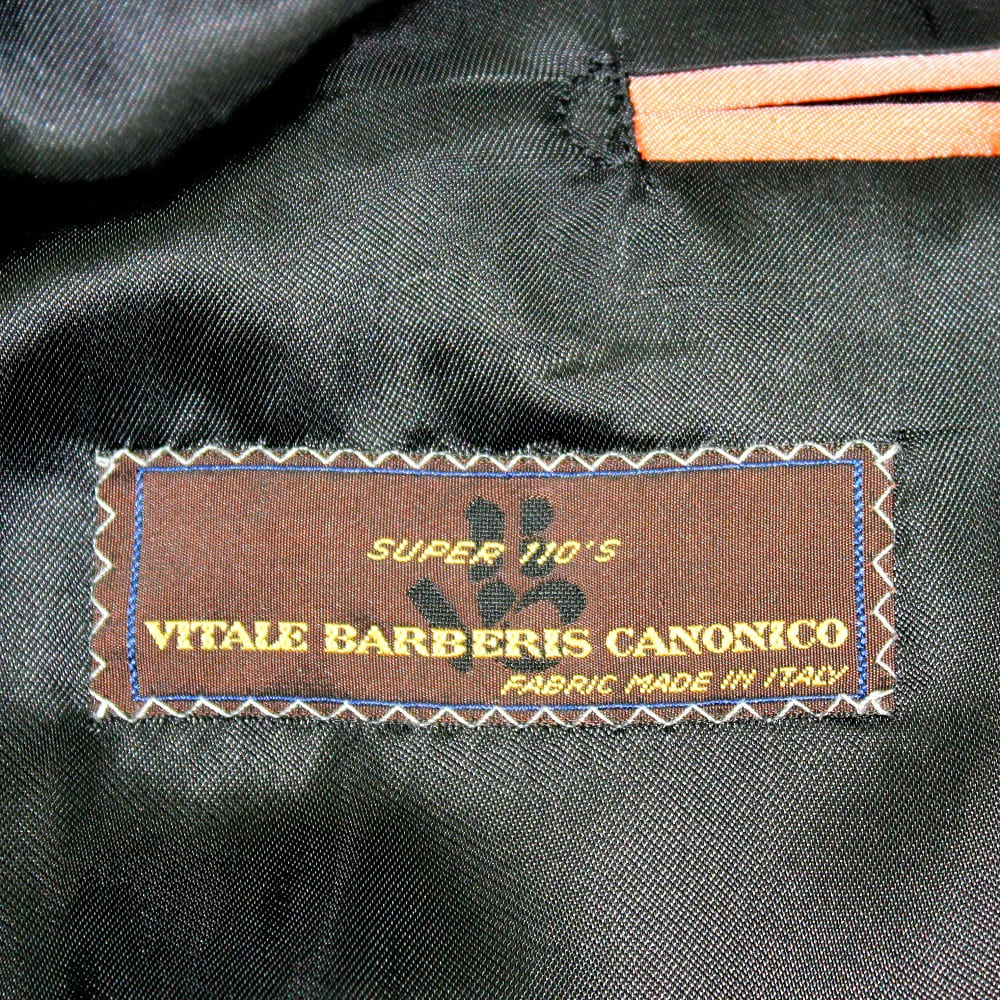 SUPER 110'S
VITALE BARBERIS CANONICO
FABRIC MADE IN ITALY